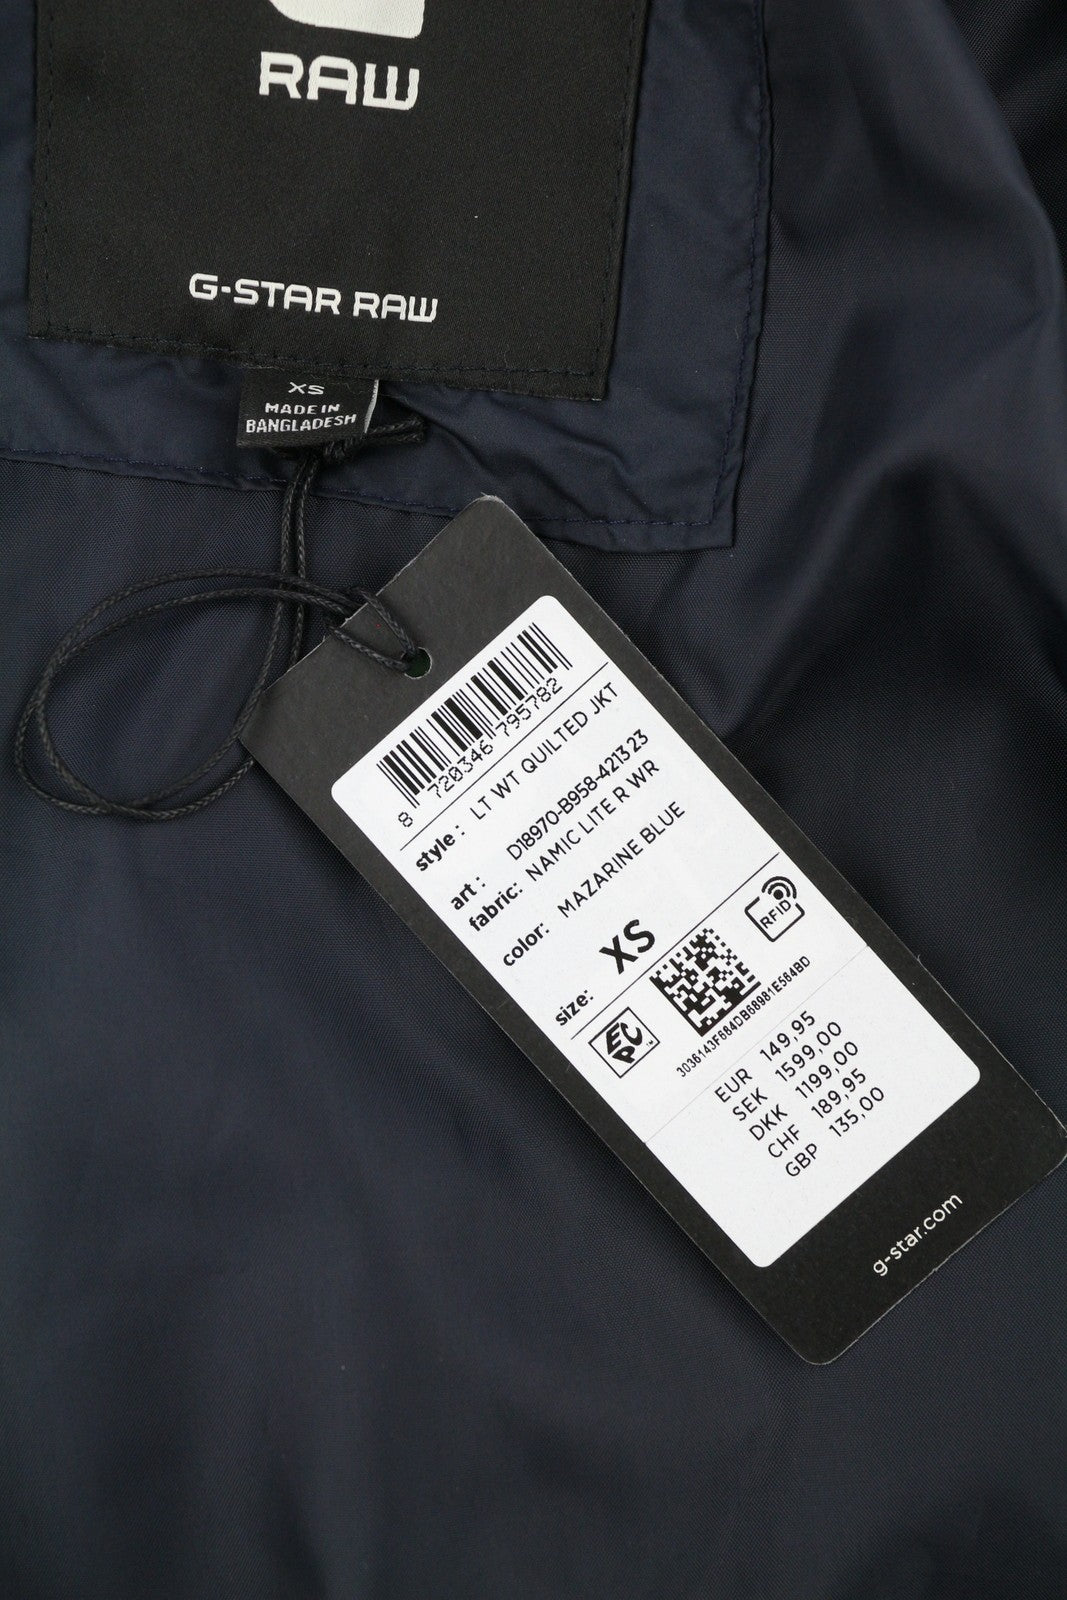 RAW
G-STAR RAW
XS
MADE IN
BANGLADESH
8 720346 795782
style: LT WT QUILTED JKT
art: D18970-B958-4213 23
fabric: NAMIC LITE R WR
color: MAZARINE BLUE
size: XS
RFID
EPC™
3036143F664DB68981E564BD
EUR 149,95
SEK 1599,00
DKK 1199,00
CHF 189,95
GBP 135,00
g-star.com